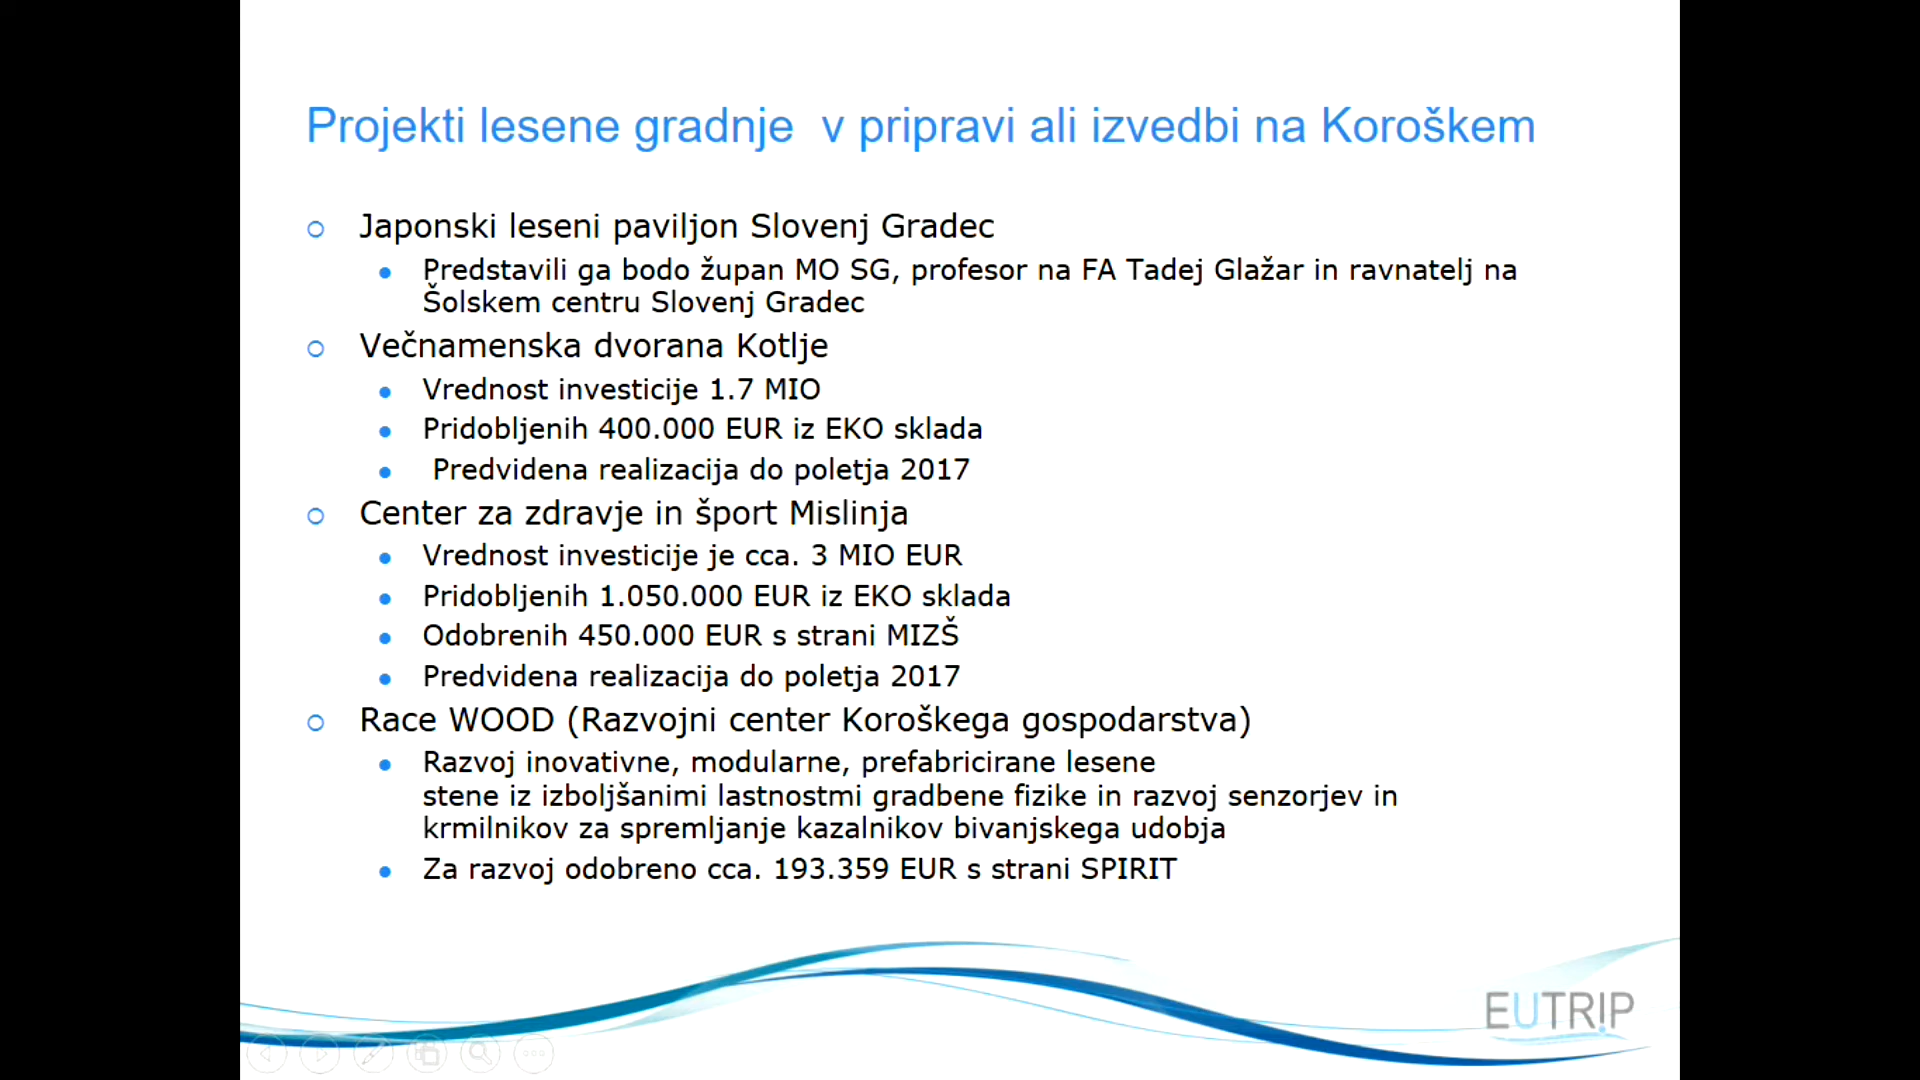 Projekti lesene gradnje  v pripravi ali izvedbi na Koroškem
Japonski leseni paviljon Slovenj Gradec
Predstavili ga bodo župan MO SG, profesor na FA Tadej Glažar in ravnatelj na
Šolskem centru Slovenj Gradec
Večnamenska dvorana Kotlje
Vrednost investicije 1.7 MIO
Pridobljenih 400.000 EUR iz EKO sklada
Predvidena realizacija do poletja 2017
Center za zdravje in šport Mislinja
Vrednost investicije je cca. 3 MIO EUR
Pridobljenih 1.050.000 EUR iz EKO sklada
Odobrenih 450.000 EUR s strani MIZŠ
Predvidena realizacija do poletja 2017
Race WOOD (Razvojni center Koroškega gospodarstva)
Razvoj inovativne, modularne, prefabricirane lesene
stene iz izboljšanimi lastnostmi gradbene fizike in razvoj senzorjev in
krmilnikov za spremljanje kazalnikov bivanjskega udobja
Za razvoj odobreno cca. 193.359 EUR s strani SPIRIT
EUTRIP